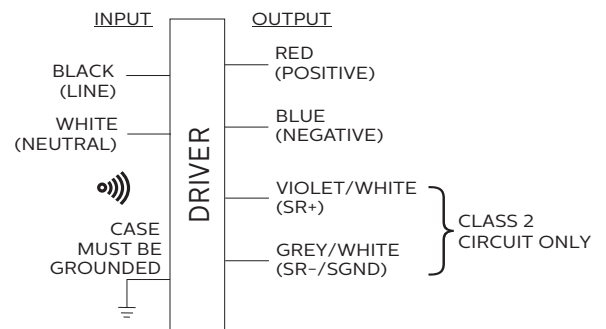 INPUT
OUTPUT
BLACK
(LINE)
WHITE
(NEUTRAL)
CASE
MUST BE
GROUNDED
DRIVER
RED
(POSITIVE)
BLUE
(NEGATIVE)
VIOLET/WHITE
(SR+)
GREY/WHITE
(SR-/SGND)
CLASS 2
CIRCUIT ONLY